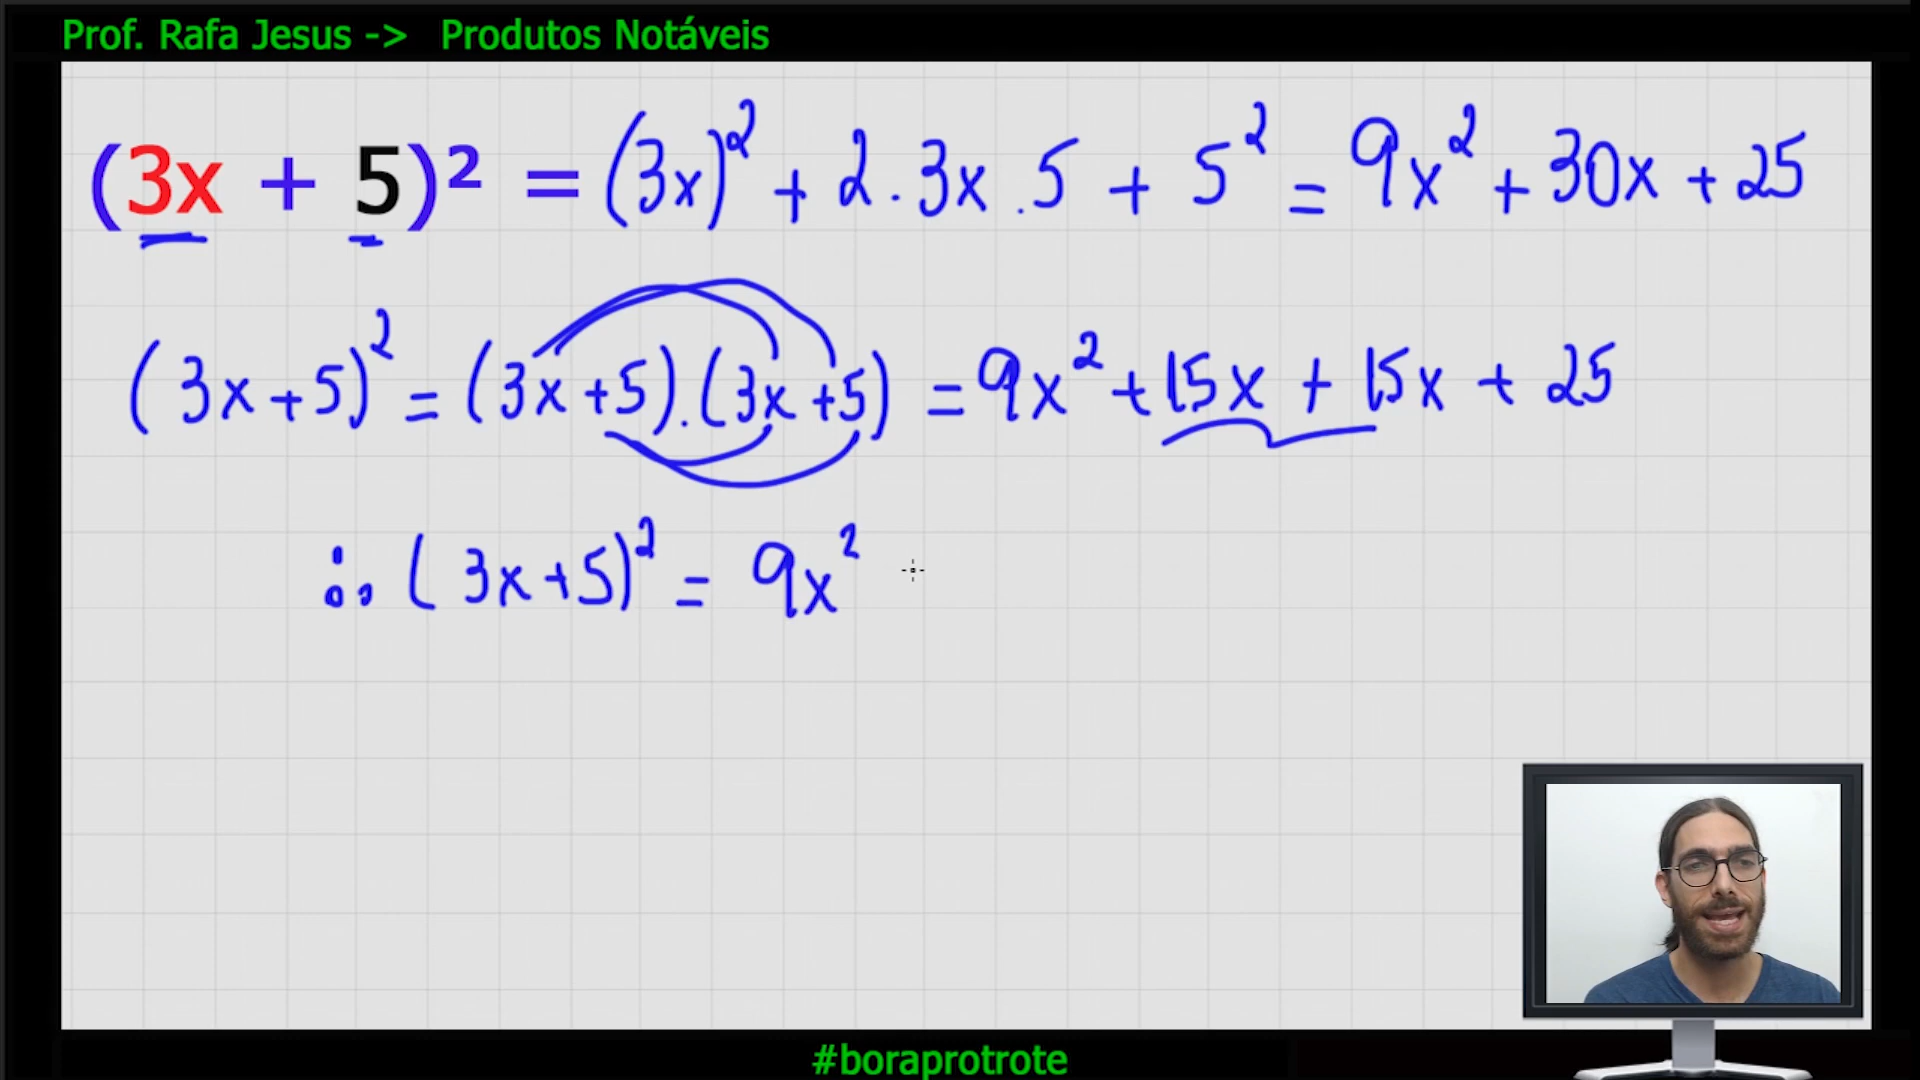 Prof. Rafa Jesus -> Produtos Notáveis
(3x + 5)² = (3x)² + 2 . 3x . 5 + 5² = 9x² + 30x + 25
(3x+5)² = (3x+5).(3x+5) = 9x² + 15x + 15x + 25
∴ (3x+5)² = 9x²
#boraprotrote